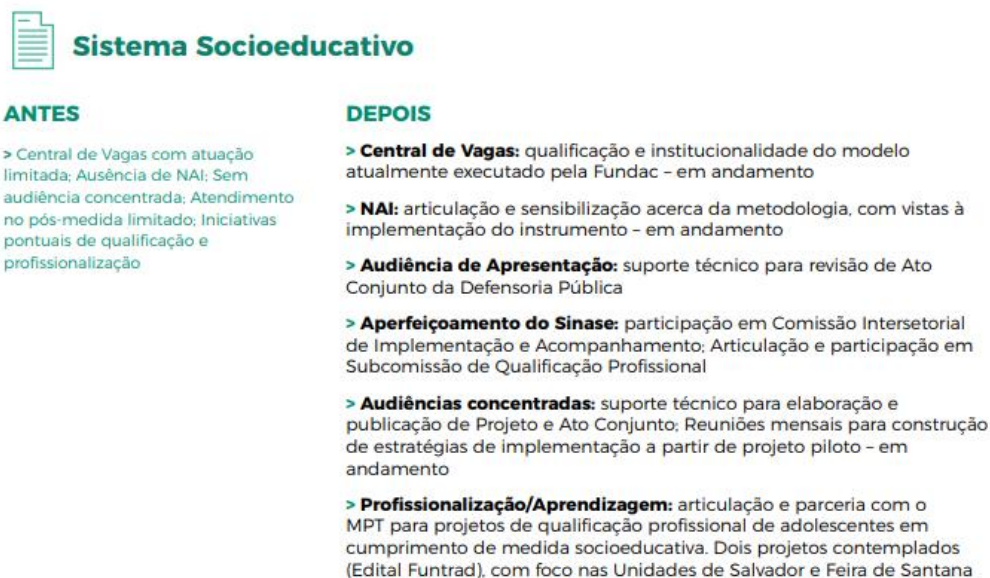 Sistema Socioeducativo
ANTES
> Central de Vagas com atuação
limitada; Ausência de NAI; Sem
audiência concentrada; Atendimento
no pós-medida limitado; Iniciativas
pontuais de qualificação e
profissionalização
DEPOIS
> Central de Vagas: qualificação e institucionalidade do modelo
atualmente executado pela Fundac – em andamento
> NAI: articulação e sensibilização acerca da metodologia, com vistas à
implementação do instrumento – em andamento
> Audiência de Apresentação: suporte técnico para revisão de Ato
Conjunto da Defensoria Pública
> Aperfeiçoamento do Sinase: participação em Comissão Intersetorial
de Implementação e Acompanhamento; Articulação e participação em
Subcomissão de Qualificação Profissional
> Audiências concentradas: suporte técnico para elaboração e
publicação de Projeto e Ato Conjunto; Reuniões mensais para construção
de estratégias de implementação a partir de projeto piloto – em
andamento
> Profissionalização/Aprendizagem: articulação e parceria com o
MPT para projetos de qualificação profissional de adolescentes em
cumprimento de medida socioeducativa. Dois projetos contemplados
(Edital Funtrad), com foco nas Unidades de Salvador e Feira de Santana